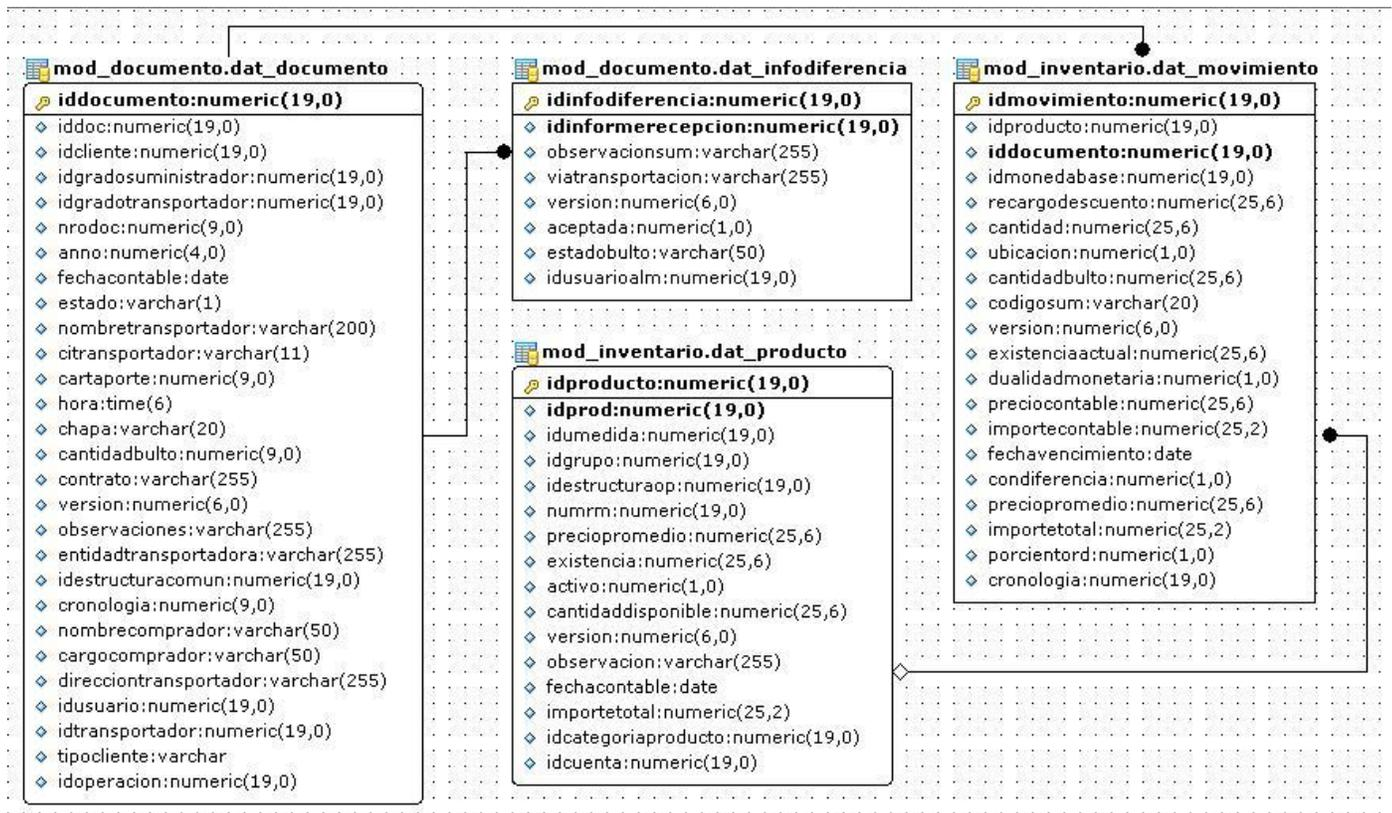 mod_documento.dat_documento
iddocumento:numeric(19,0)
iddoc:numeric(19,0)
idcliente:numeric(19,0)
idgradosuministrador:numeric(19,0)
idgradotransportador:numeric(19,0)
nrodoc:numeric(9,0)
anno:numeric(4,0)
fechacontable:date
estado:varchar(1)
nombretransportador:varchar(200)
citransportador:varchar(11)
cartaporte:numeric(9,0)
hora:time(6)
chapa:varchar(20)
cantidadbulto:numeric(9,0)
contrato:varchar(255)
version:numeric(6,0)
observaciones:varchar(255)
entidadtransportadora:varchar(255)
idestructuracomun:numeric(19,0)
cronologia:numeric(9,0)
nombrecomprador:varchar(50)
cargocomprador:varchar(50)
direcciontransportador:varchar(255)
idusuario:numeric(19,0)
idtransportador:numeric(19,0)
tipocliente:varchar
idoperacion:numeric(19,0)
mod_documento.dat_infodiferencia
idinfodiferencia:numeric(19,0)
idinformerecepcion:numeric(19,0)
observacionsum:varchar(255)
viatransportacion:varchar(255)
version:numeric(6,0)
aceptada:numeric(1,0)
estadobulto:varchar(50)
idusuarioalm:numeric(19,0)
mod_inventario.dat_producto
idproducto:numeric(19,0)
idprod:numeric(19,0)
idumedida:numeric(19,0)
idgrupo:numeric(19,0)
idestructuraop:numeric(19,0)
numrm:numeric(19,0)
preciopromedio:numeric(25,6)
existencia:numeric(25,6)
activo:numeric(1,0)
cantidaddisponible:numeric(25,6)
version:numeric(6,0)
observacion:varchar(255)
fechacontable:date
importetotal:numeric(25,2)
idcategoriaproducto:numeric(19,0)
idcuenta:numeric(19,0)
mod_inventario.dat_movimiento
idmovimiento:numeric(19,0)
idproducto:numeric(19,0)
iddocumento:numeric(19,0)
idmonedabase:numeric(19,0)
recargodescuento:numeric(25,6)
cantidad:numeric(25,6)
ubicacion:numeric(1,0)
cantidadbulto:numeric(25,6)
codigosum:varchar(20)
version:numeric(6,0)
existenciaactual:numeric(25,6)
dualidadmonetaria:numeric(1,0)
preciocontable:numeric(25,6)
importecontable:numeric(25,2)
fechavencimiento:date
condiferencia:numeric(1,0)
preciopromedio:numeric(25,6)
importetotal:numeric(25,2)
porcientord:numeric(1,0)
cronologia:numeric(19,0)